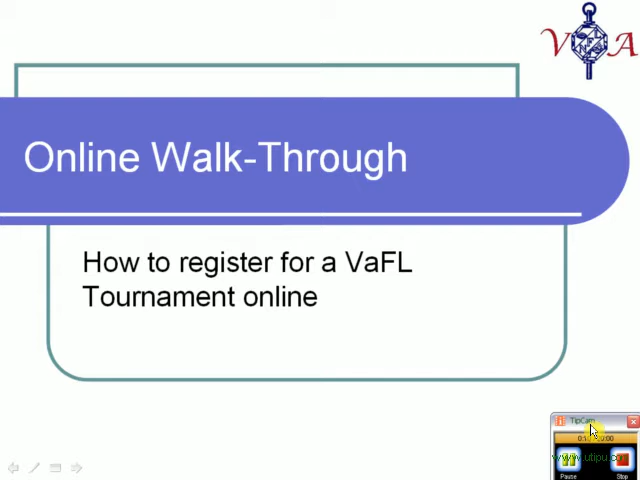 V A
Online Walk-Through
How to register for a VaFL
Tournament online
TipCam
www.utipu.com
Pause Stop